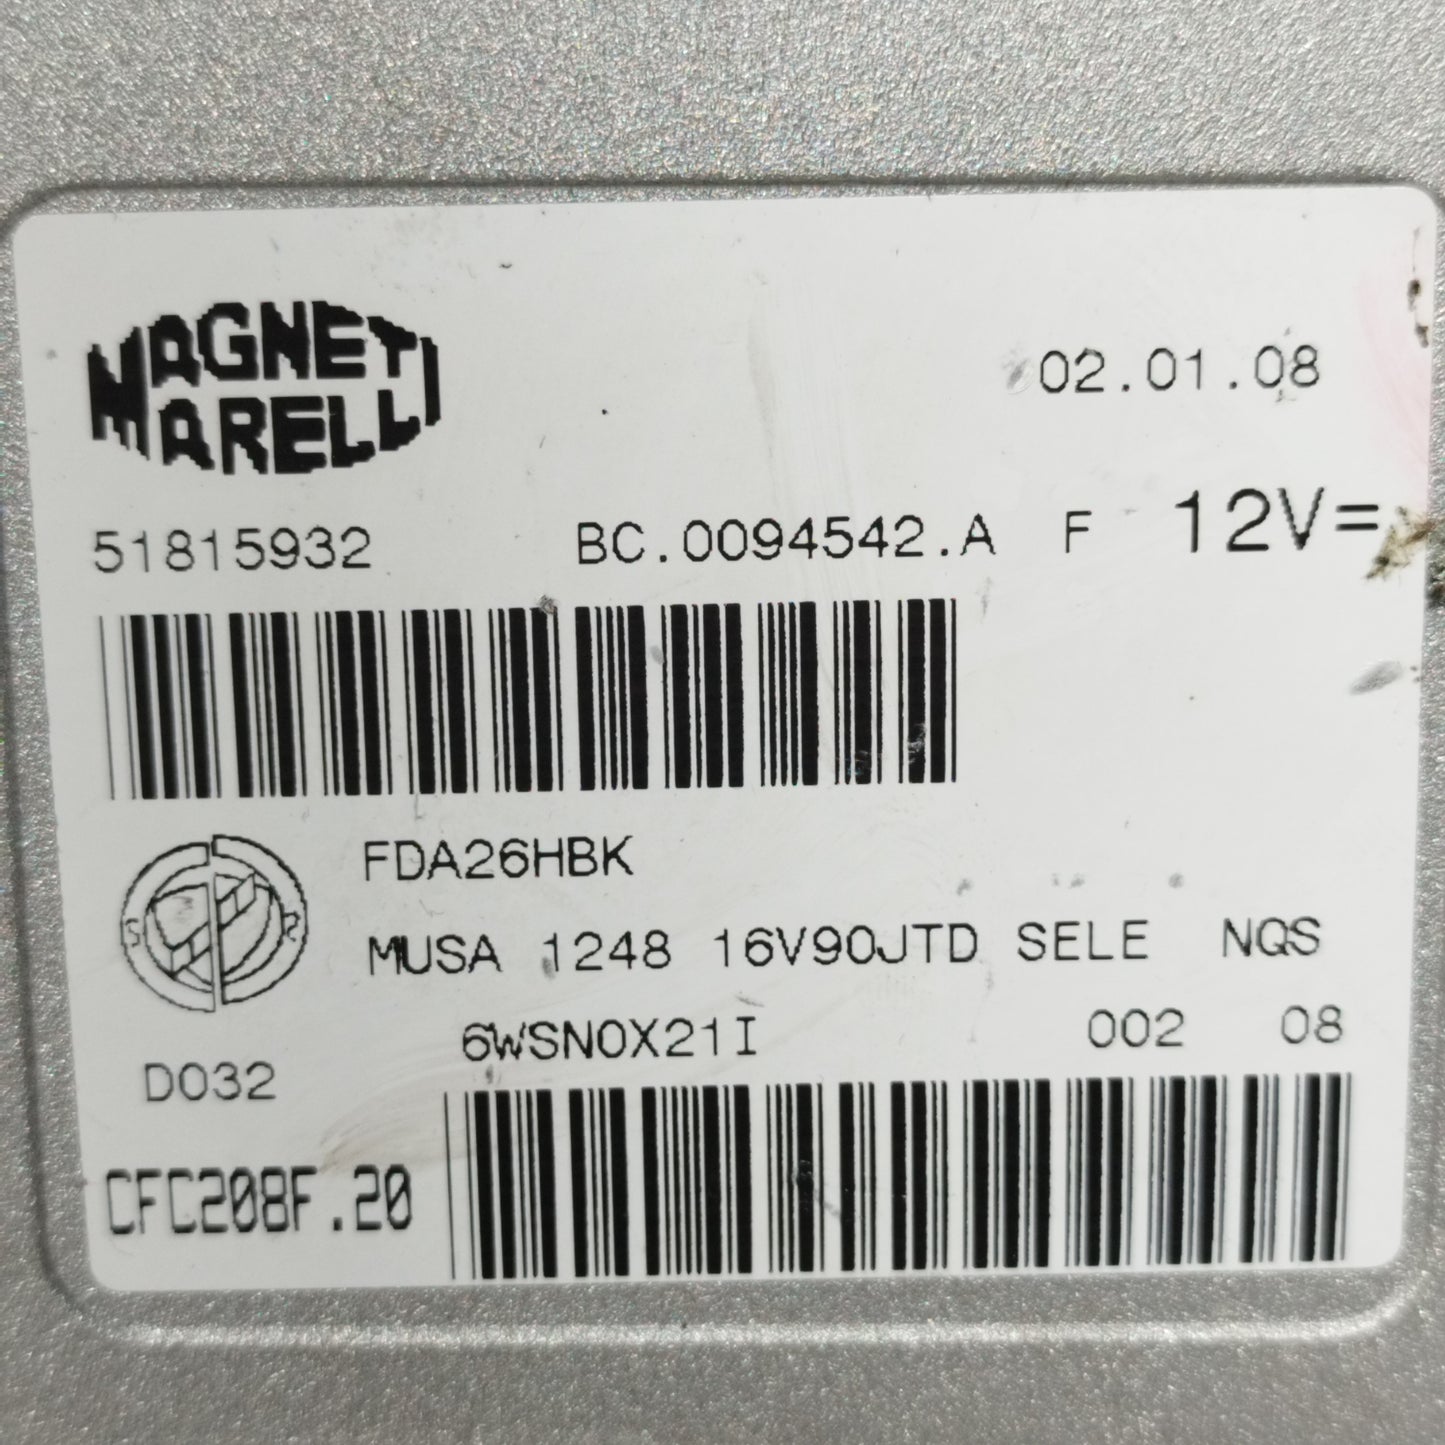 MAGNETI
MARELLI
02.01.08
51815932 BC.0094542.A F 12V=
FDA26HBK
S R
MUSA 1248 16V90JTD SELE NQS
6WSN0X21I 002 08
D032
CFC208F.20